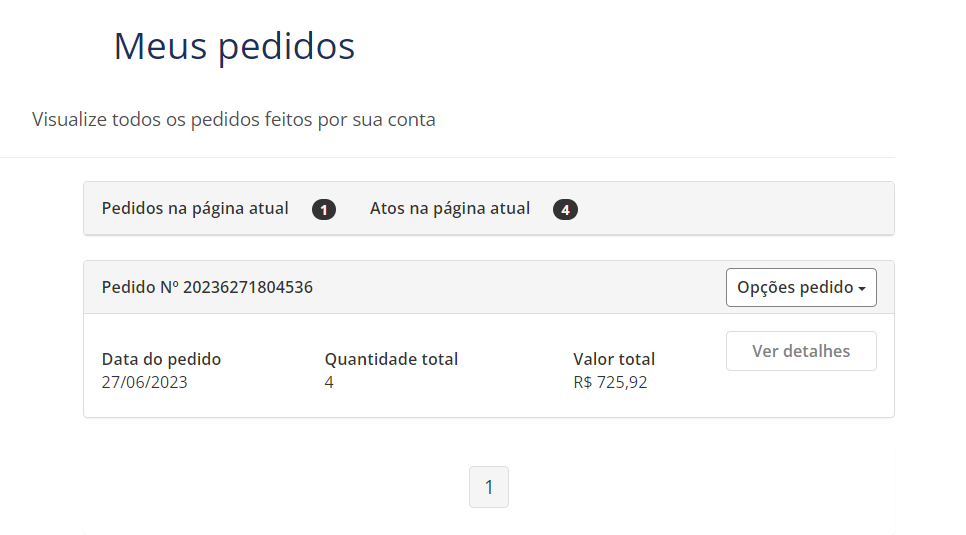 Meus pedidos
Visualize todos os pedidos feitos por sua conta
Pedidos na página atual 1 Atos na página atual 4
Pedido Nº 20236271804536 Opções pedido
Ver detalhes
Data do pedido Quantidade total Valor total
27/06/2023 4 R$ 725,92
1